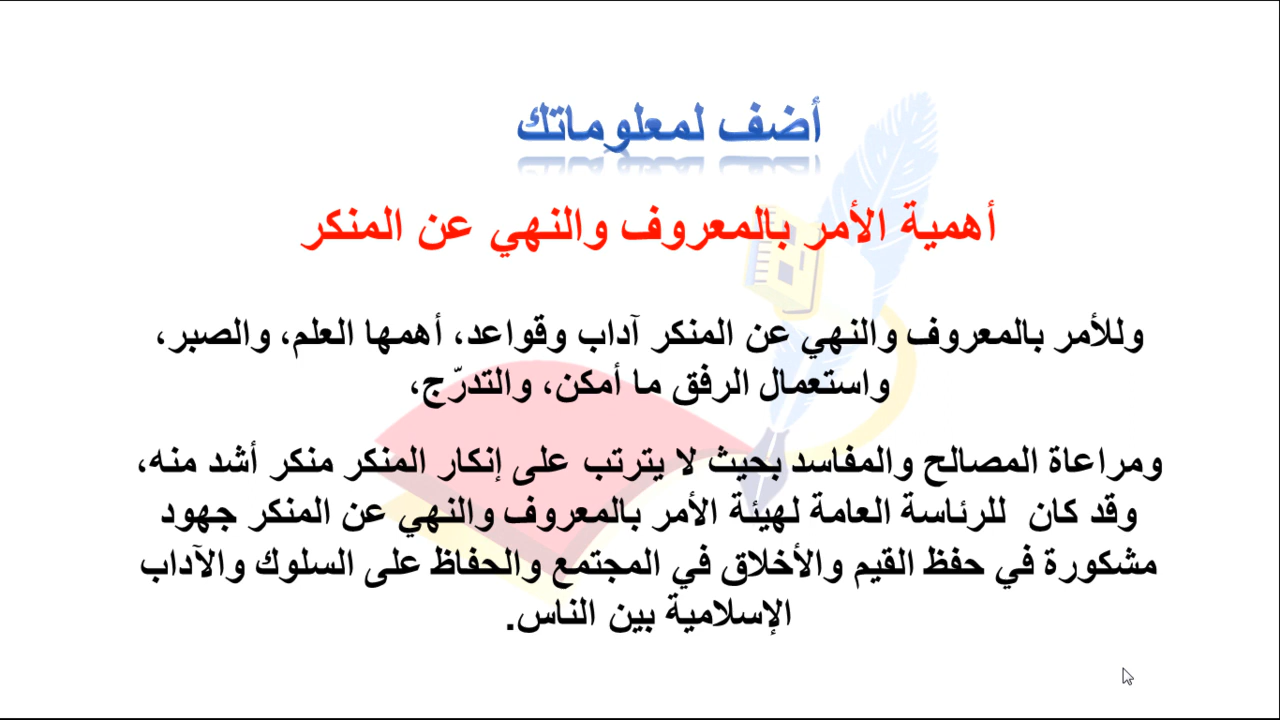 أضف لمعلوماتك
أهمية الأمر بالمعروف والنهي عن المنكر
وللأمر بالمعروف والنهي عن المنكر آداب وقواعد، أهمها العلم، والصبر،
واستعمال الرفق ما أمكن، والتدرّج،
ومراعاة المصالح والمفاسد بحيث لا يترتب على إنكار المنكر منكر أشد منه،
وقد كان للرئاسة العامة لهيئة الأمر بالمعروف والنهي عن المنكر جهود
مشكورة في حفظ القيم والأخلاق في المجتمع والحفاظ على السلوك والآداب
الإسلامية بين الناس.